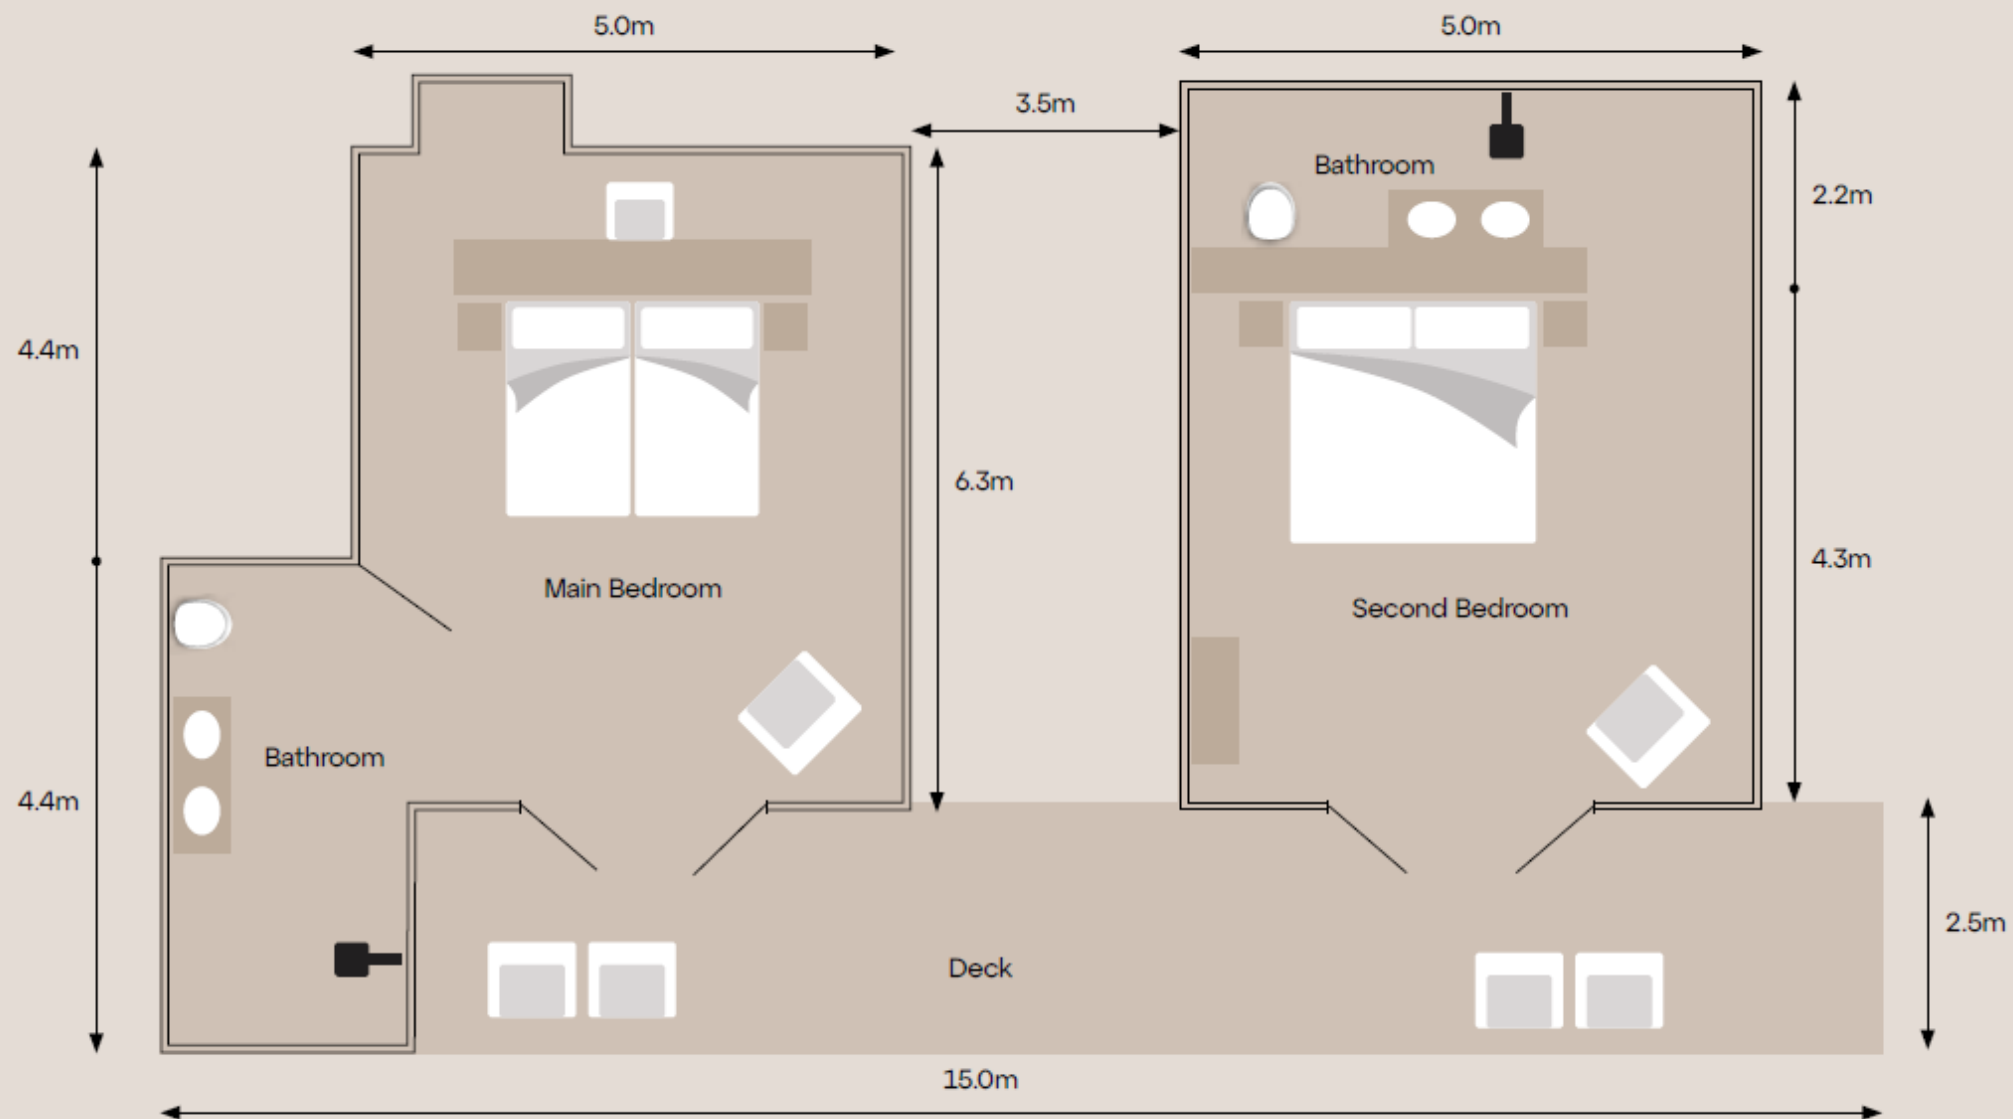 5.0m
5.0m
3.5m
Bathroom
2.2m
4.4m
6.3m
4.3m
Main Bedroom
Second Bedroom
Bathroom
4.4m
2.5m
Deck
15.0m